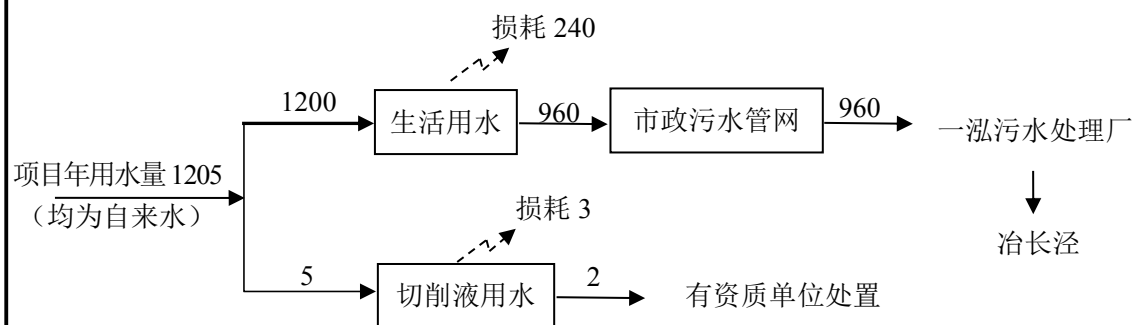 损耗 240
1200
生活用水
960
市政污水管网
960
一泓污水处理厂
项目年用水量 1205
（均为自来水）
损耗 3
冶长泾
5
切削液用水
2
有资质单位处置